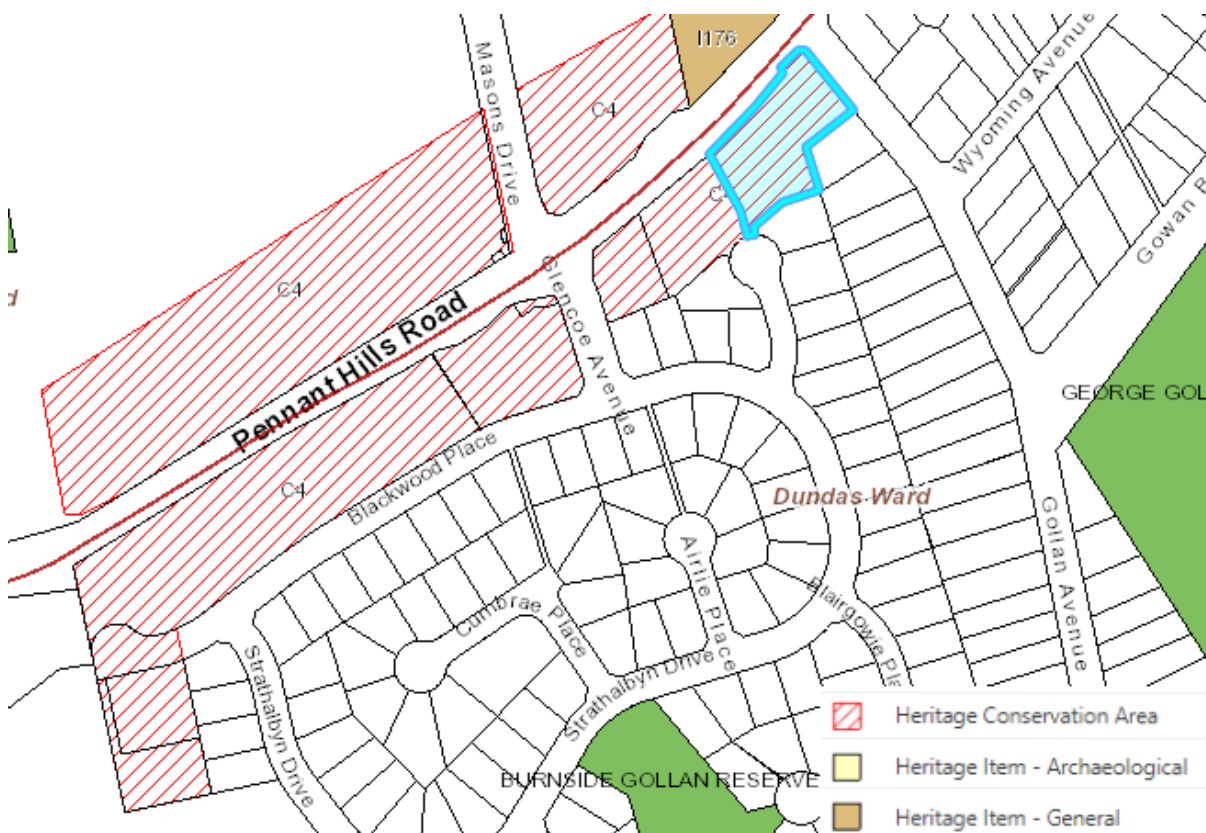 I176
Masons Drive
C4
Wyoming Avenue
Gowan
C4
Glencoe Avenue
Pennant Hills Road
GEORGE GOL
Blackwood Place
C4
Dundas Ward
Airlie Place
Gollan Avenue
Cumbrae Place
Blairgowie Pla
Strathalbyn Drive
Strathalbyn Drive
BURNSIDE GOLLAN RESERVE
Heritage Conservation Area
Heritage Item - Archaeological
Heritage Item - General